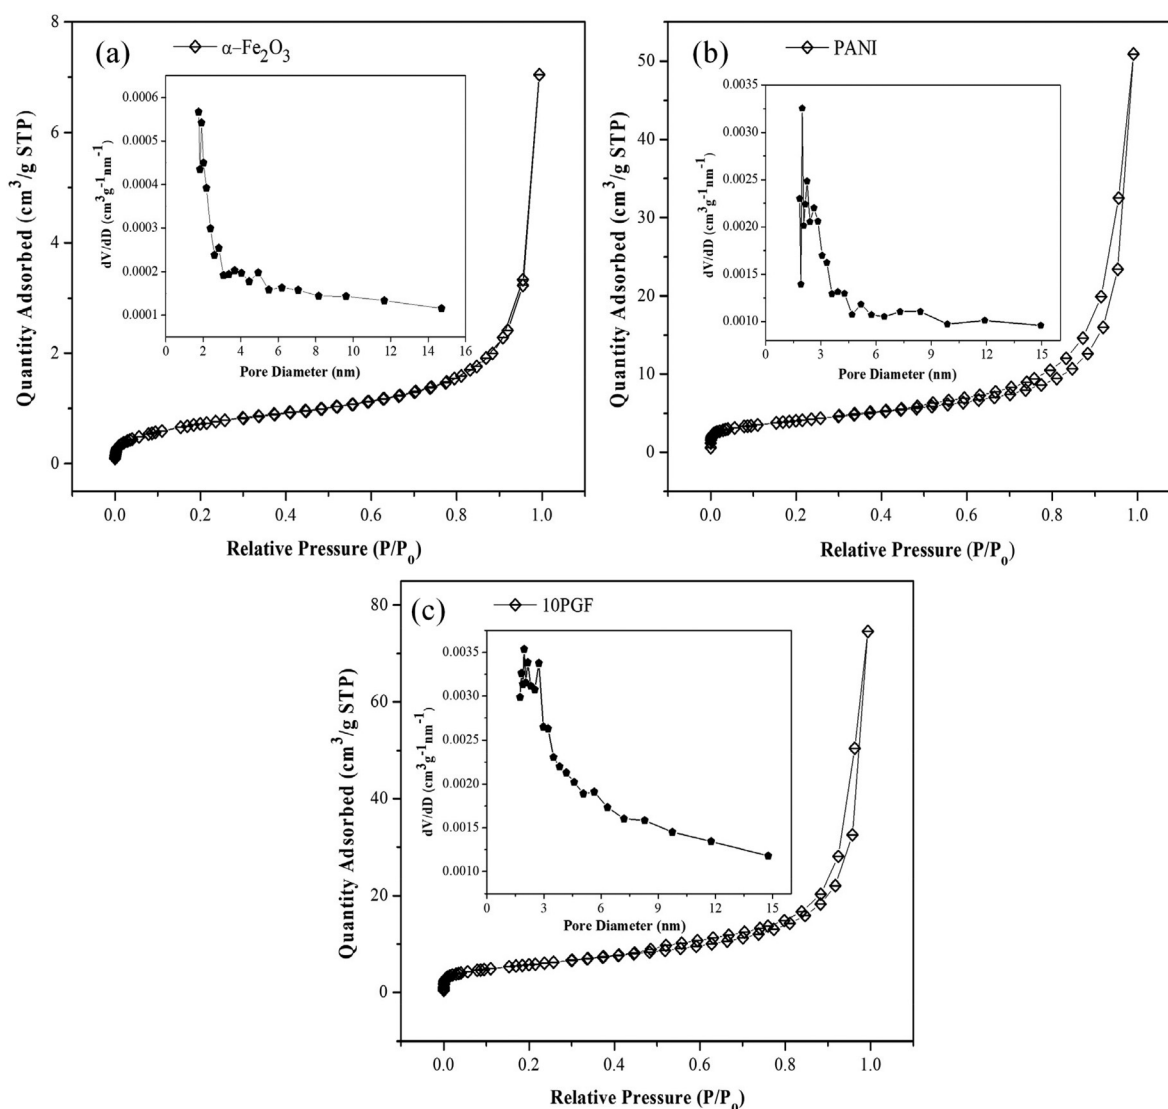 (a)
α–Fe₂O₃
Quantity Adsorbed (cm³/g STP)
8
6
4
2
0
0.0 0.2 0.4 0.6 0.8 1.0
Relative Pressure (P/P₀)
dV/dD (cm³g⁻¹nm⁻¹)
0.0006
0.0005
0.0004
0.0003
0.0002
0.0001
0 2 4 6 8 10 12 14 16
Pore Diameter (nm)
(b)
PANI
Quantity Adsorbed (cm³/g STP)
50
40
30
20
10
0
0.0 0.2 0.4 0.6 0.8 1.0
Relative Pressure (P/P₀)
dV/dD (cm³g⁻¹nm⁻¹)
0.0035
0.0030
0.0025
0.0020
0.0015
0.0010
0 3 6 9 12 15
Pore Diameter (nm)
(c)
10PGF
Quantity Adsorbed (cm³/g STP)
80
60
40
20
0
0.0 0.2 0.4 0.6 0.8 1.0
Relative Pressure (P/P₀)
dV/dD (cm³g⁻¹nm⁻¹)
0.0035
0.0030
0.0025
0.0020
0.0015
0.0010
0 3 6 9 12 15
Pore Diameter (nm)